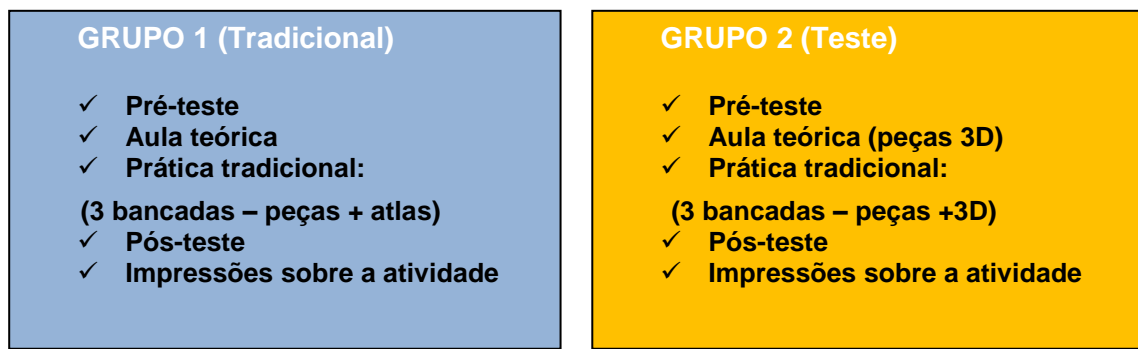 GRUPO 1 (Tradicional)
✓ Pré-teste
✓ Aula teórica
✓ Prática tradicional:
(3 bancadas – peças + atlas)
✓ Pós-teste
✓ Impressões sobre a atividade
GRUPO 2 (Teste)
✓ Pré-teste
✓ Aula teórica (peças 3D)
✓ Prática tradicional:
(3 bancadas – peças +3D)
✓ Pós-teste
✓ Impressões sobre a atividade